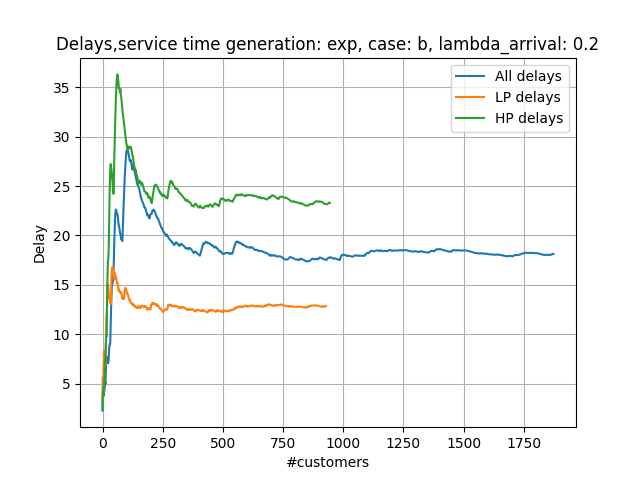 Delays,service time generation: exp, case: b, lambda_arrival: 0.2
All delays
LP delays
HP delays
Delay
35
30
25
20
15
10
5
0
250
500
750
1000
1250
1500
1750
#customers